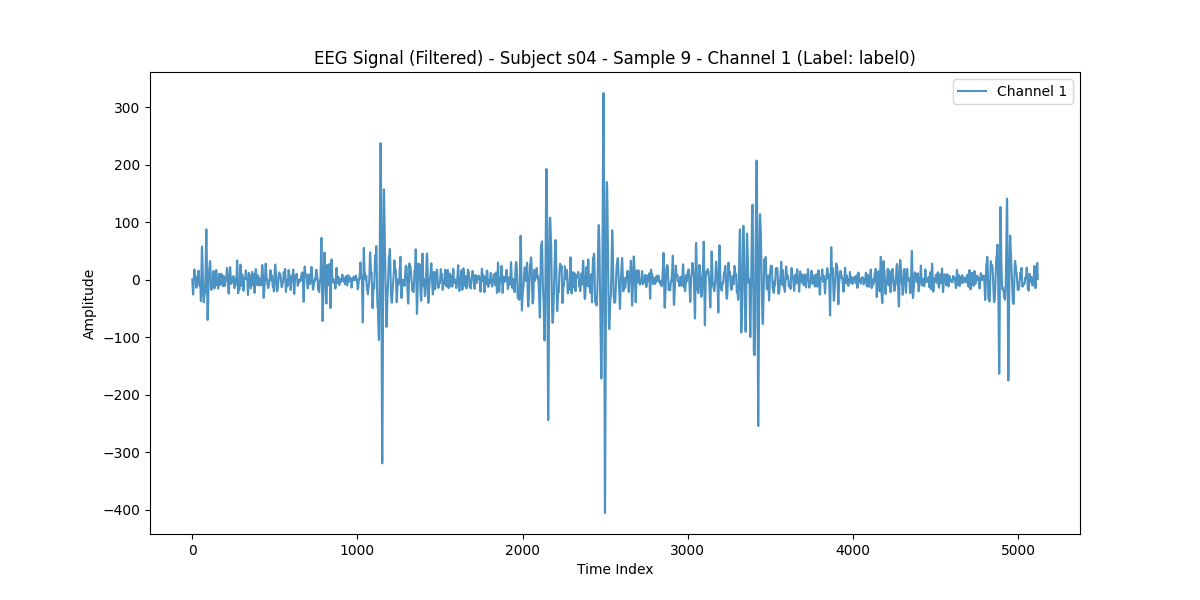 EEG Signal (Filtered) - Subject s04 - Sample 9 - Channel 1 (Label: label0)
Channel 1
300
200
100
0
−100
−200
−300
−400
Amplitude
0 1000 2000 3000 4000 5000
Time Index